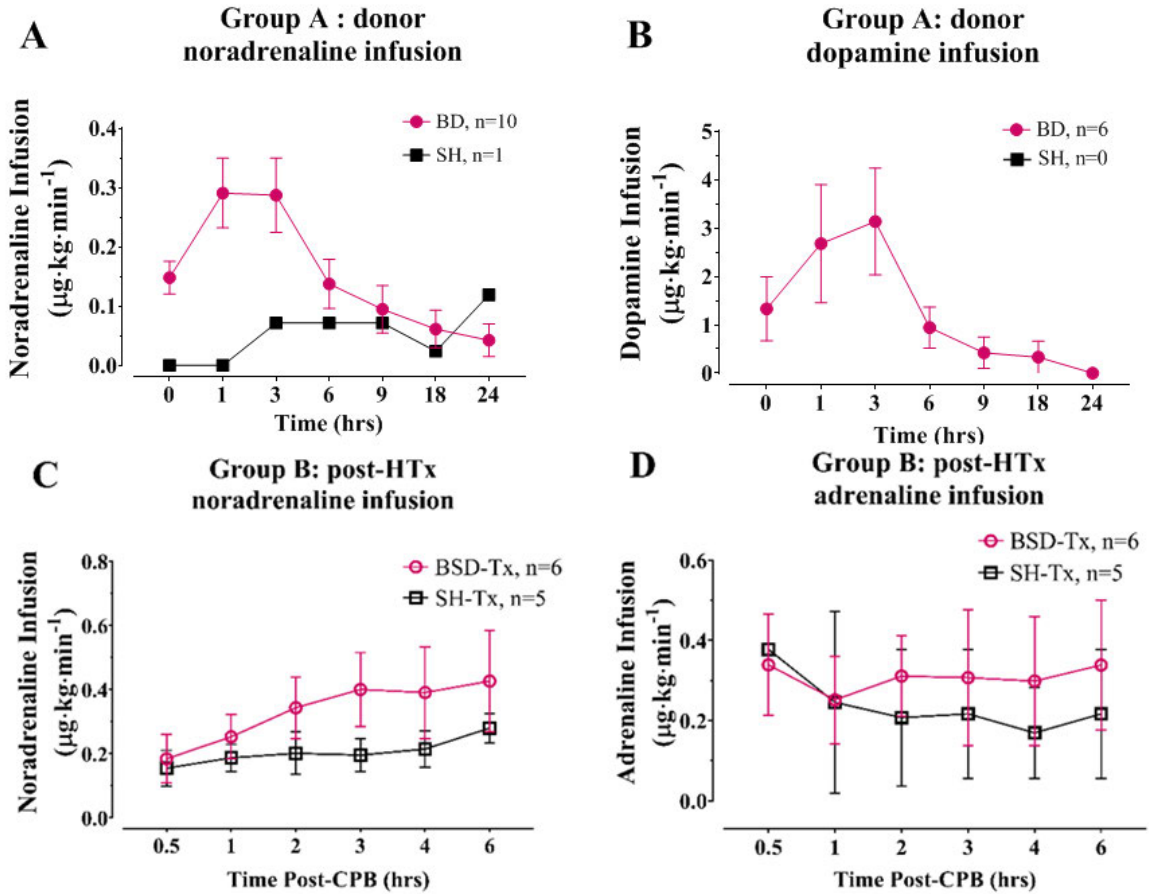 A
Group A : donor
noradrenaline infusion
BD, n=10
SH, n=1
Noradrenaline Infusion
(µg·kg·min⁻¹)
0.4
0.3
0.2
0.1
0.0
0 1 3 6 9 18 24
Time (hrs)
B
Group A: donor
dopamine infusion
BD, n=6
SH, n=0
Dopamine Infusion
(µg·kg·min⁻¹)
5
4
3
2
1
0
0 1 3 6 9 18 24
Time (hrs)
C
Group B: post-HTx
noradrenaline infusion
BSD-Tx, n=6
SH-Tx, n=5
Noradrenaline Infusion
(µg·kg·min⁻¹)
0.8
0.6
0.4
0.2
0.0
0.5 1 2 3 4 6
Time Post-CPB (hrs)
D
Group B: post-HTx
adrenaline infusion
BSD-Tx, n=6
SH-Tx, n=5
Adrenaline Infusion
(µg·kg·min⁻¹)
0.6
0.4
0.2
0.0
0.5 1 2 3 4 6
Time Post-CPB (hrs)